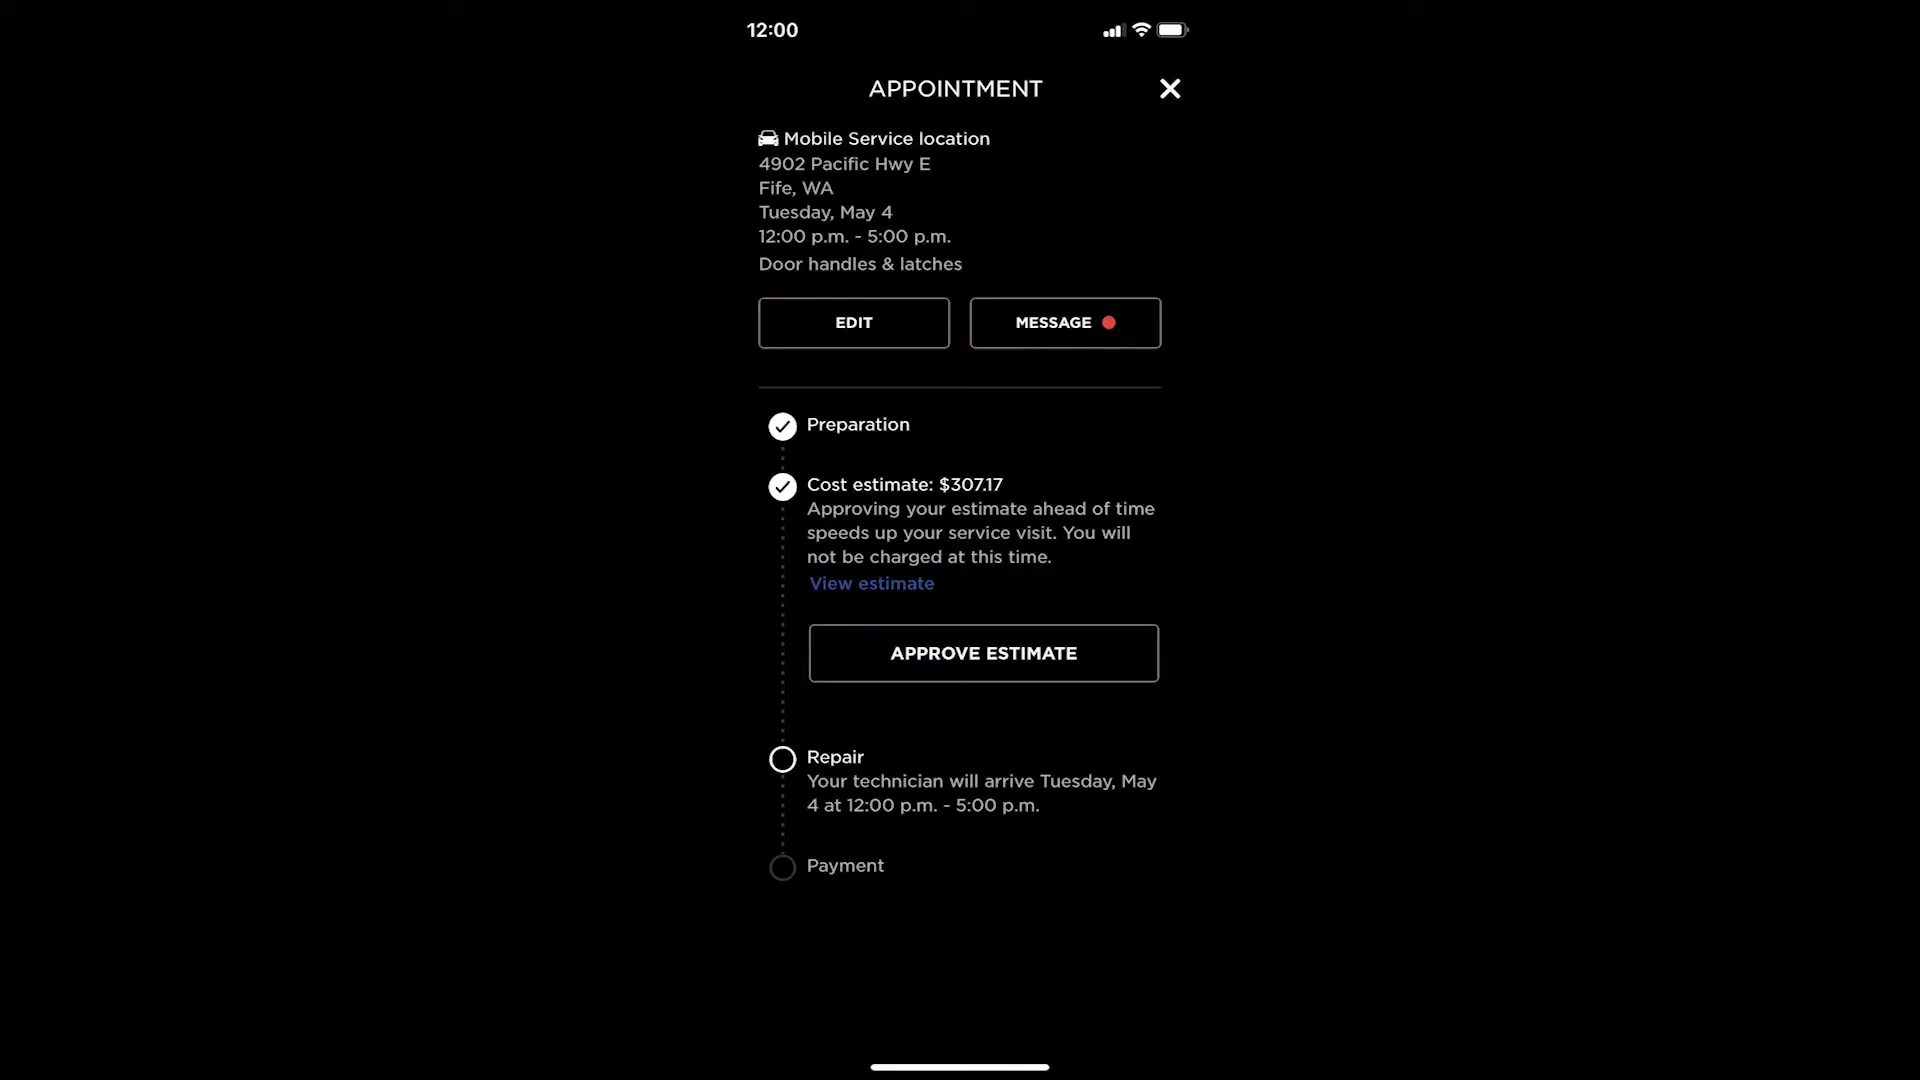 12:00
APPOINTMENT
Mobile Service location
4902 Pacific Hwy E
Fife, WA
Tuesday, May 4
12:00 p.m. - 5:00 p.m.
Door handles & latches
EDIT
MESSAGE
Preparation
Cost estimate: $307.17
Approving your estimate ahead of time
speeds up your service visit. You will
not be charged at this time.
View estimate
APPROVE ESTIMATE
Repair
Your technician will arrive Tuesday, May
4 at 12:00 p.m. - 5:00 p.m.
Payment